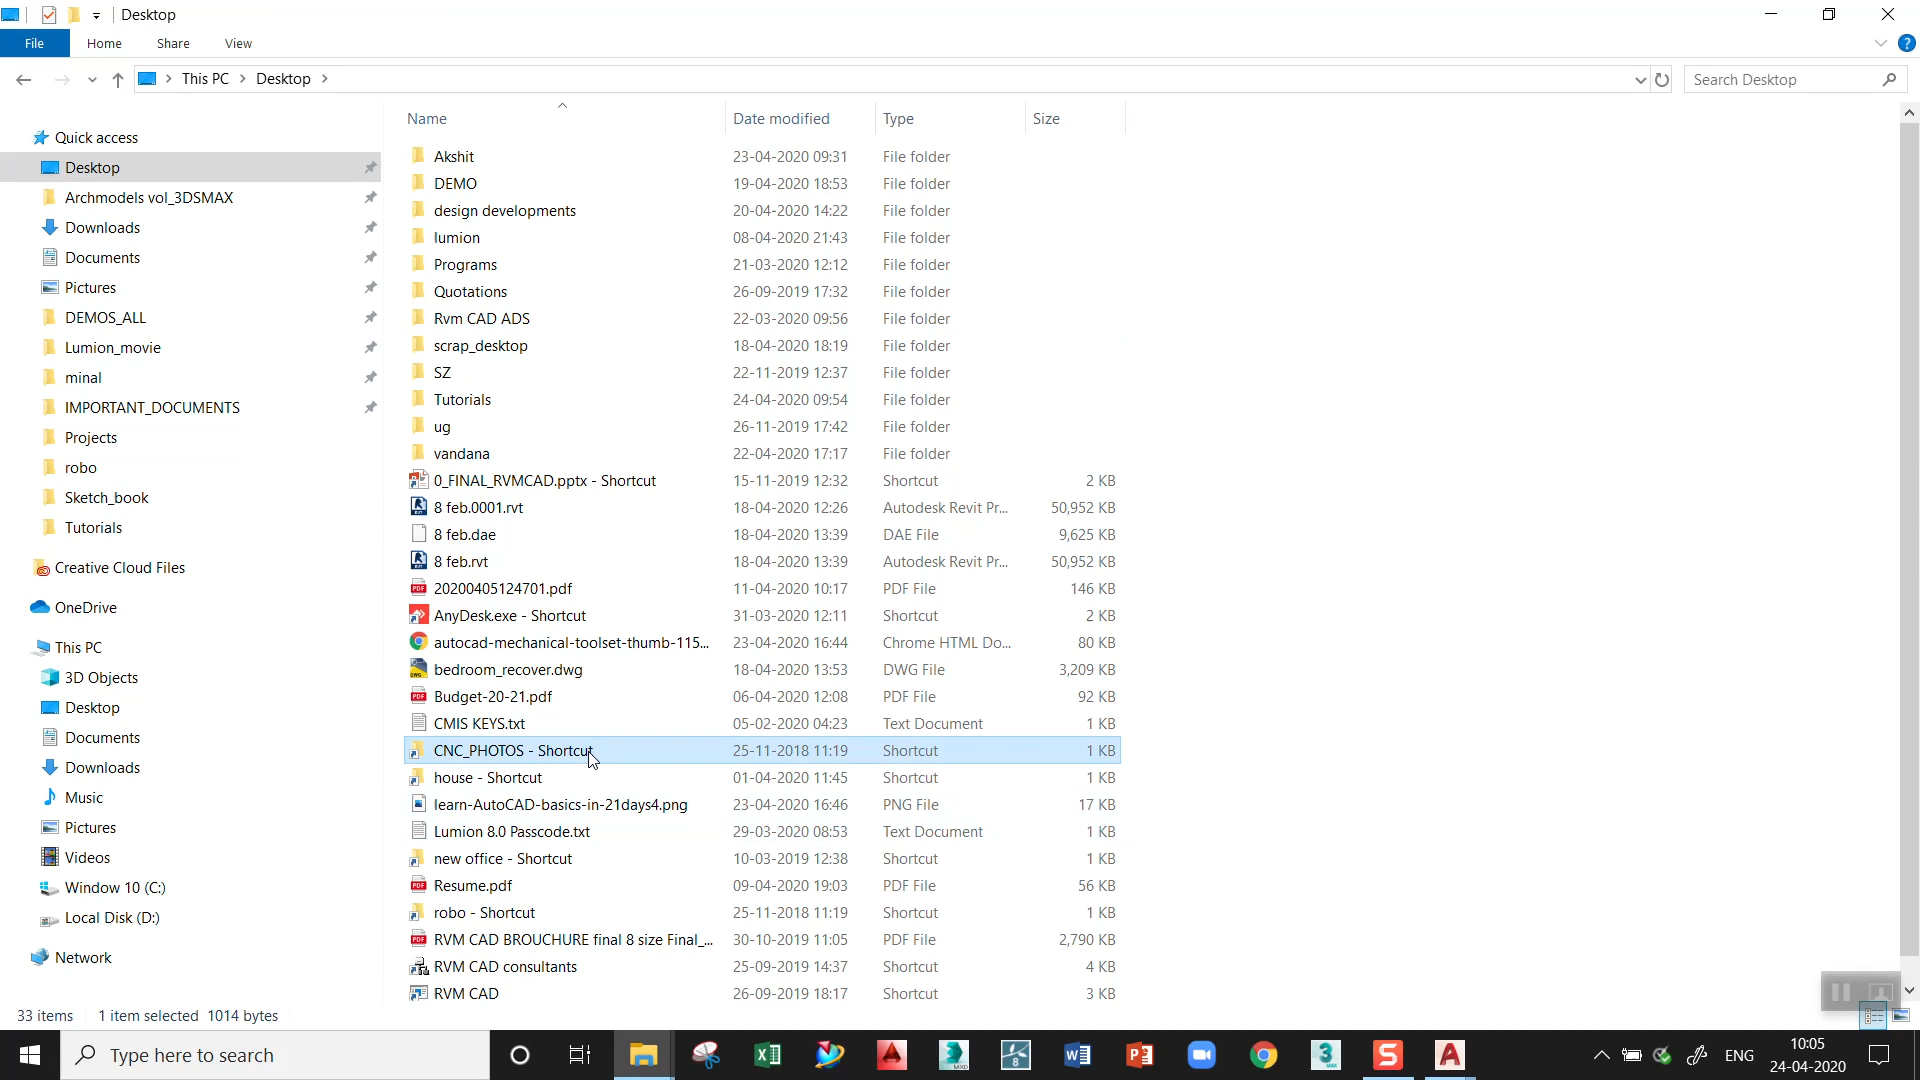 Desktop
File Home Share View
This PC Desktop
Search Desktop
Name Date modified Type Size
Quick access
Desktop
Archmodels vol_3DSMAX
Downloads
Documents
Pictures
DEMOS_ALL
Lumion_movie
minal
IMPORTANT_DOCUMENTS
Projects
robo
Sketch_book
Tutorials
Creative Cloud Files
OneDrive
This PC
3D Objects
Desktop
Documents
Downloads
Music
Pictures
Videos
Window 10 (C:)
Local Disk (D:)
Network
Akshit 23-04-2020 09:31 File folder
DEMO 19-04-2020 18:53 File folder
design developments 20-04-2020 14:22 File folder
lumion 08-04-2020 21:43 File folder
Programs 21-03-2020 12:12 File folder
Quotations 26-09-2019 17:32 File folder
Rvm CAD ADS 22-03-2020 09:56 File folder
scrap_desktop 18-04-2020 18:19 File folder
SZ 22-11-2019 12:37 File folder
Tutorials 24-04-2020 09:54 File folder
ug 26-11-2019 17:42 File folder
vandana 22-04-2020 17:17 File folder
0_FINAL_RVMCAD.pptx - Shortcut 15-11-2019 12:32 Shortcut 2 KB
8 feb.0001.rvt 18-04-2020 12:26 Autodesk Revit Pr... 50,952 KB
8 feb.dae 18-04-2020 13:39 DAE File 9,625 KB
8 feb.rvt 18-04-2020 13:39 Autodesk Revit Pr... 50,952 KB
20200405124701.pdf 11-04-2020 10:17 PDF File 146 KB
AnyDesk.exe - Shortcut 31-03-2020 12:11 Shortcut 2 KB
autocad-mechanical-toolset-thumb-115... 23-04-2020 16:44 Chrome HTML Do... 80 KB
bedroom_recover.dwg 18-04-2020 13:53 DWG File 3,209 KB
Budget-20-21.pdf 06-04-2020 12:08 PDF File 92 KB
CMIS KEYS.txt 05-02-2020 04:23 Text Document 1 KB
CNC_PHOTOS - Shortcut 25-11-2018 11:19 Shortcut 1 KB
house - Shortcut 01-04-2020 11:45 Shortcut 1 KB
learn-AutoCAD-basics-in-21days4.png 23-04-2020 16:46 PNG File 17 KB
Lumion 8.0 Passcode.txt 29-03-2020 08:53 Text Document 1 KB
new office - Shortcut 10-03-2019 12:38 Shortcut 1 KB
Resume.pdf 09-04-2020 19:03 PDF File 56 KB
robo - Shortcut 25-11-2018 11:19 Shortcut 1 KB
RVM CAD BROUCHURE final 8 size Final_... 30-10-2019 11:05 PDF File 2,790 KB
RVM CAD consultants 25-09-2019 14:37 Shortcut 4 KB
RVM CAD 26-09-2019 18:17 Shortcut 3 KB
33 items 1 item selected 1014 bytes
Type here to search
ENG
10:05
24-04-2020